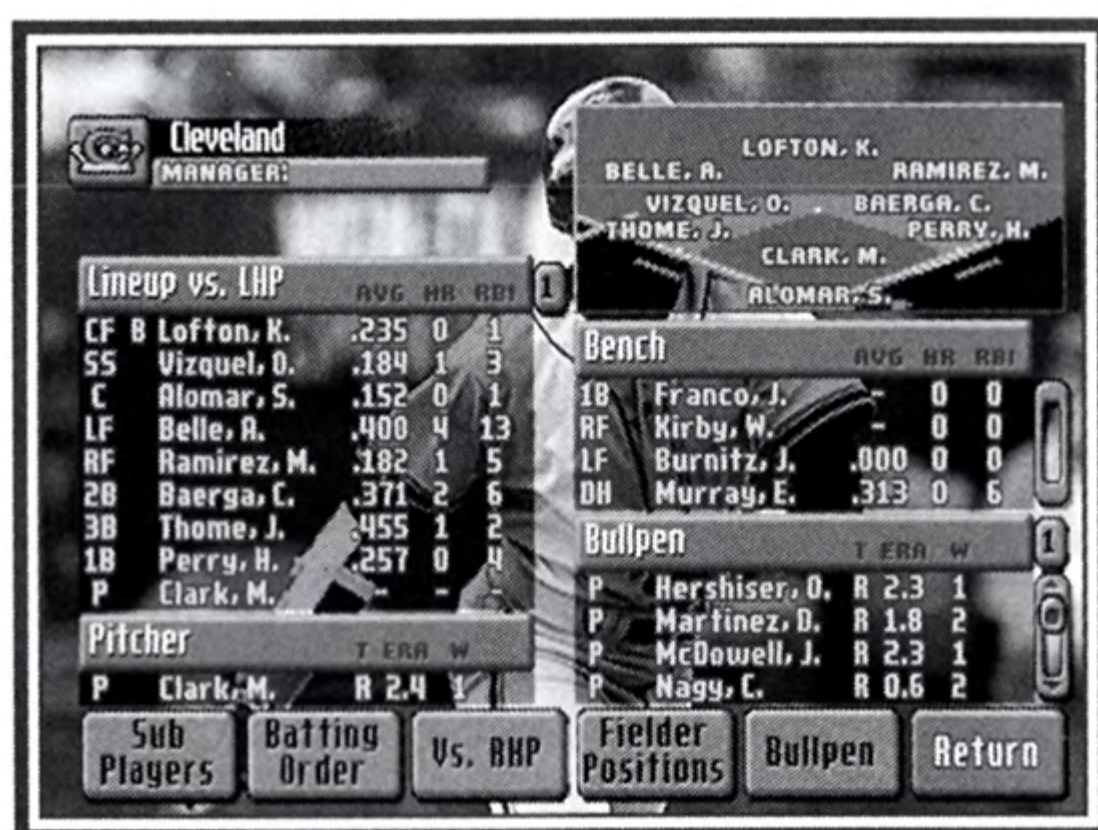 Cleveland
MANAGER:
LOFTON, K.
BELLE, A. RAMIREZ, M.
VIZQUEL, O. BAERGA, C.
THOME, J. PERRY, H.
CLARK, M.
ALOMAR, S.
Lineup vs. LHP AVG HR RBI 1
CF B Lofton, K. .235 0 1
SS Vizquel, O. .184 1 3
C Alomar, S. .152 0 1
LF Belle, A. .400 4 13
RF Ramirez, M. .182 1 5
2B Baerga, C. .371 2 6
3B Thome, J. .455 1 2
1B Perry, H. .257 0 4
P Clark, M. - - -
Pitcher T ERA W
P Clark, M. R 2.4 1
Bench AVG HR RBI
1B Franco, J. - 0 0
RF Kirby, W. - 0 0
LF Burnitz, J. .000 0 0
DH Murray, E. .313 0 6
Bullpen T ERA W 1
P Hershiser, O. R 2.3 1
P Martinez, D. R 1.8 2
P McDowell, J. R 2.3 1
P Nagy, C. R 0.6 2
Sub Players
Batting Order
Vs. RHP
Fielder Positions
Bullpen
Return